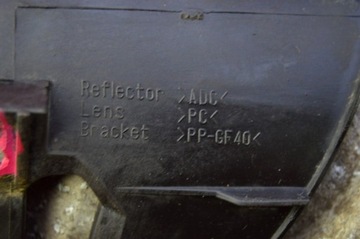 Reflector >ADC<
Lens >PC<
Bracket >PP-GF40<